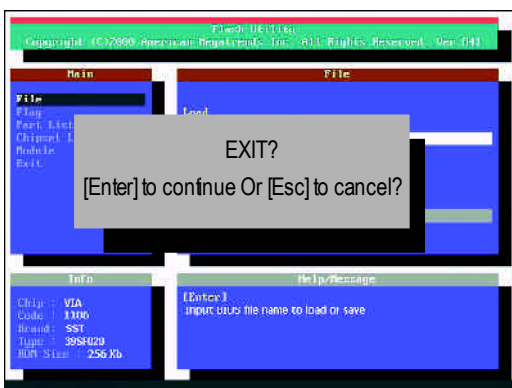 Flash Utility
Copyright (C)2000 American Megatrends Inc. All Rights Reserved. Ver.841
Main
File
File
Flag
Part List
Chipset L
Module
Exit
Load
EXIT?
[Enter] to continue Or [Esc] to cancel?
Info
Chip : VIA
Code : 1106
Brand: SST
Type : 39SF020
ROM Size : 256 Kb
Help/Message
[Enter]
input BIOS file name to load or save